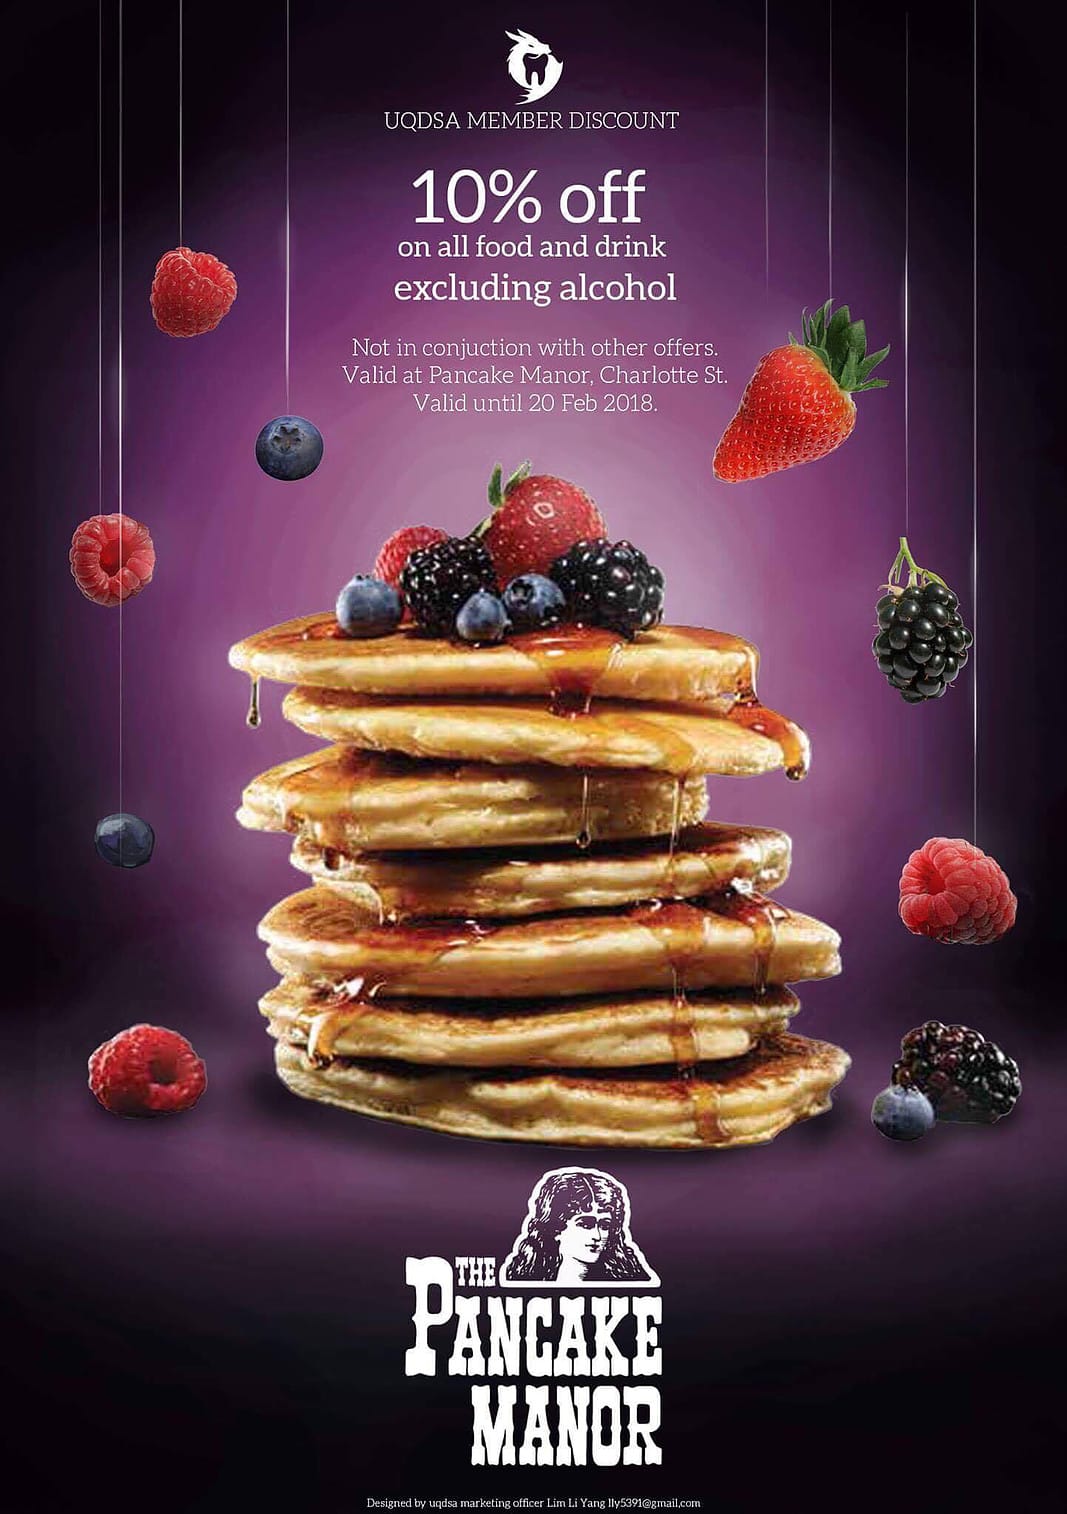 UQDSA MEMBER DISCOUNT
10% off
on all food and drink
excluding alcohol
Not in conjuction with other offers.
Valid at Pancake Manor, Charlotte St.
Valid until 20 Feb 2018.
THE
PANCAKE
MANOR
Designed by uqdsa marketing officer Lim Li Yang lly5391@gmail,com